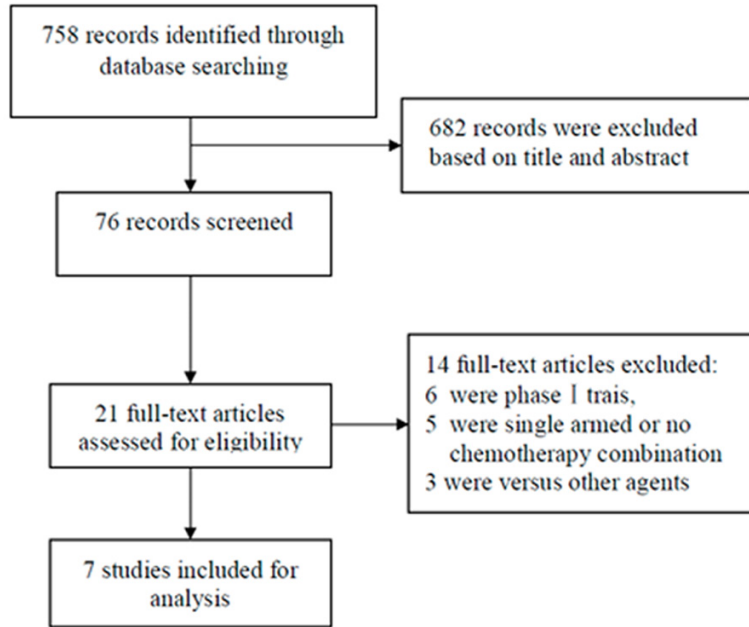 758 records identified through
database searching
682 records were excluded
based on title and abstract
76 records screened
21 full-text articles
assessed for eligibility
14 full-text articles excluded:
6 were phase Ⅰ trais,
5 were single armed or no
chemotherapy combination
3 were versus other agents
7 studies included for
analysis